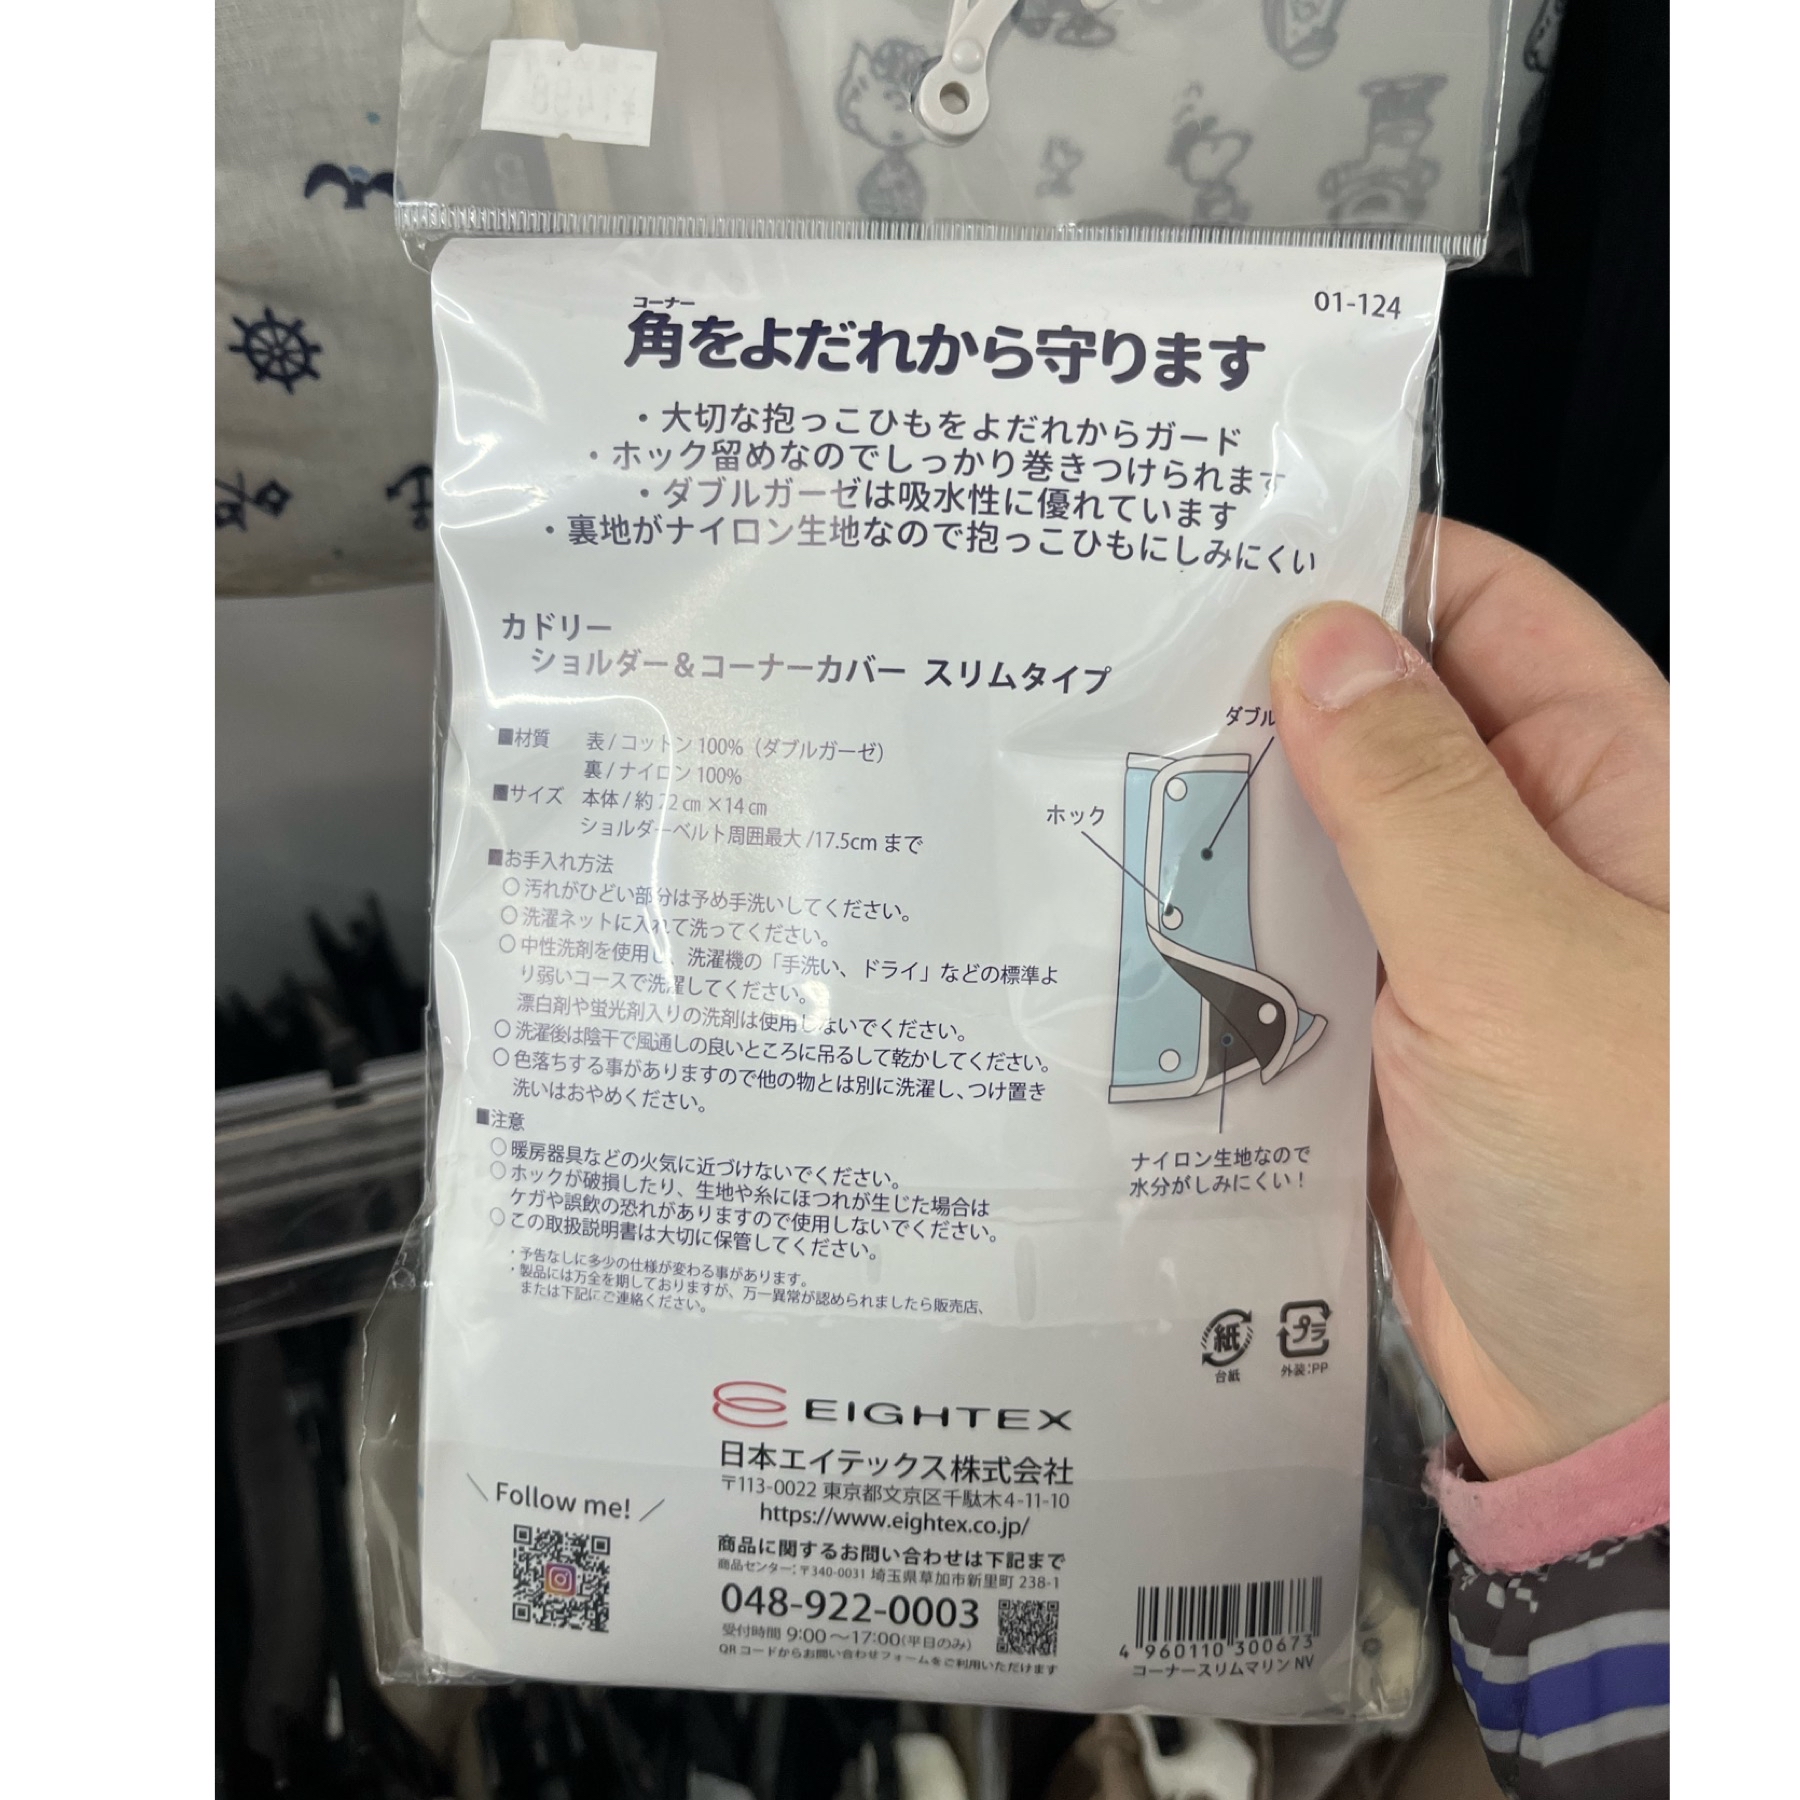 01-124
コーナー
角をよだれから守ります
・大切な抱っこひもをよだれからガード
・ホック留めなのでしっかり巻きつけられます
・ダブルガーゼは吸水性に優れています
・裏地がナイロン生地なので抱っこひもにしみにくい
カドリー
ショルダー＆コーナーカバー スリムタイプ
■材質 表/コットン100%（ダブルガーゼ）
裏/ナイロン100%
■サイズ 本体/約22㎝×14㎝
ショルダーベルト周囲最大/17.5cmまで
■お手入れ方法
○汚れがひどい部分は予め手洗いしてください。
○洗濯ネットに入れて洗ってください。
○中性洗剤を使用し、洗濯機の「手洗い、ドライ」などの標準よ
り弱いコースで洗濯してください。
漂白剤や蛍光剤入りの洗剤は使用しないでください。
○洗濯後は陰干で風通しの良いところに吊るして乾かしてください。
○色落ちする事がありますので他の物とは別に洗濯し、つけ置き
洗いはおやめください。
■注意
○暖房器具などの火気に近づけないでください。
○ホックが破損したり、生地や糸にほつれが生じた場合は
ケガや誤飲の恐れがありますので使用しないでください。
○この取扱説明書は大切に保管してください。
・予告なしに多少の仕様が変わる事があります。
・製品には万全を期しておりますが、万一異常が認められましたら販売店、
または下記にご連絡ください。
ダブル
ホック
ナイロン生地なので
水分がしみにくい！
紙
台紙
プラ
外装:PP
EIGHTEX
日本エイテックス株式会社
〒113-0022 東京都文京区千駄木4-11-10
https://www.eightex.co.jp/
商品に関するお問い合わせは下記まで
商品センター:〒340-0031 埼玉県草加市新里町238-1
048-922-0003
受付時間 9:00～17:00(平日のみ)
QRコードからお問い合わせフォームをご利用いただけます
Follow me!
4 960110 300673
コーナースリムマリンNV